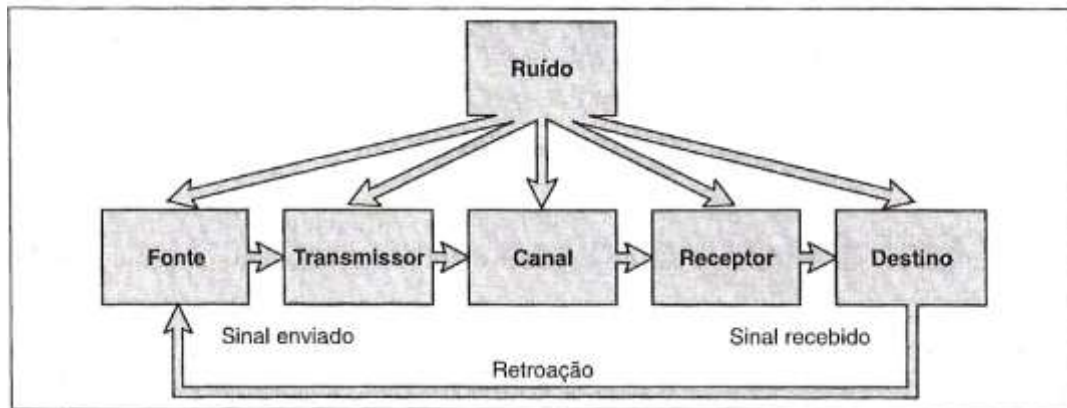 Ruído
Fonte
Transmissor
Canal
Receptor
Destino
Sinal enviado
Sinal recebido
Retroação